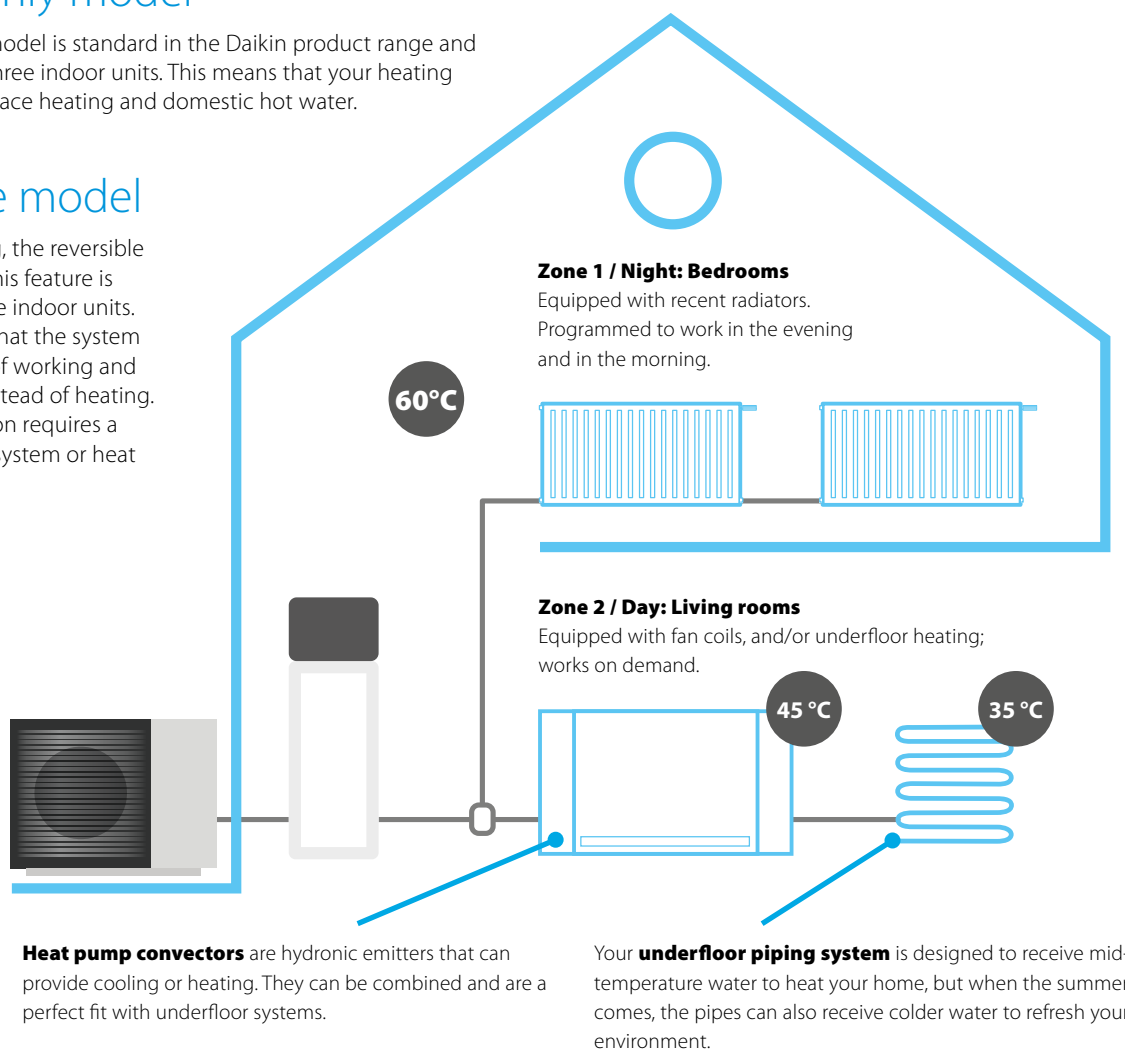 only model
model is standard in the Daikin product range and
three indoor units. This means that your heating
ace heating and domestic hot water.
e model
, the reversible
his feature is
e indoor units.
hat the system
f working and
stead of heating.
on requires a
system or heat
Zone 1 / Night: Bedrooms
Equipped with recent radiators.
Programmed to work in the evening
and in the morning.
60°C
Zone 2 / Day: Living rooms
Equipped with fan coils, and/or underfloor heating;
works on demand.
45 °C
35 °C
Heat pump convectors are hydronic emitters that can
provide cooling or heating. They can be combined and are a
perfect fit with underfloor systems.
Your underfloor piping system is designed to receive mid-
temperature water to heat your home, but when the summer
comes, the pipes can also receive colder water to refresh your
environment.